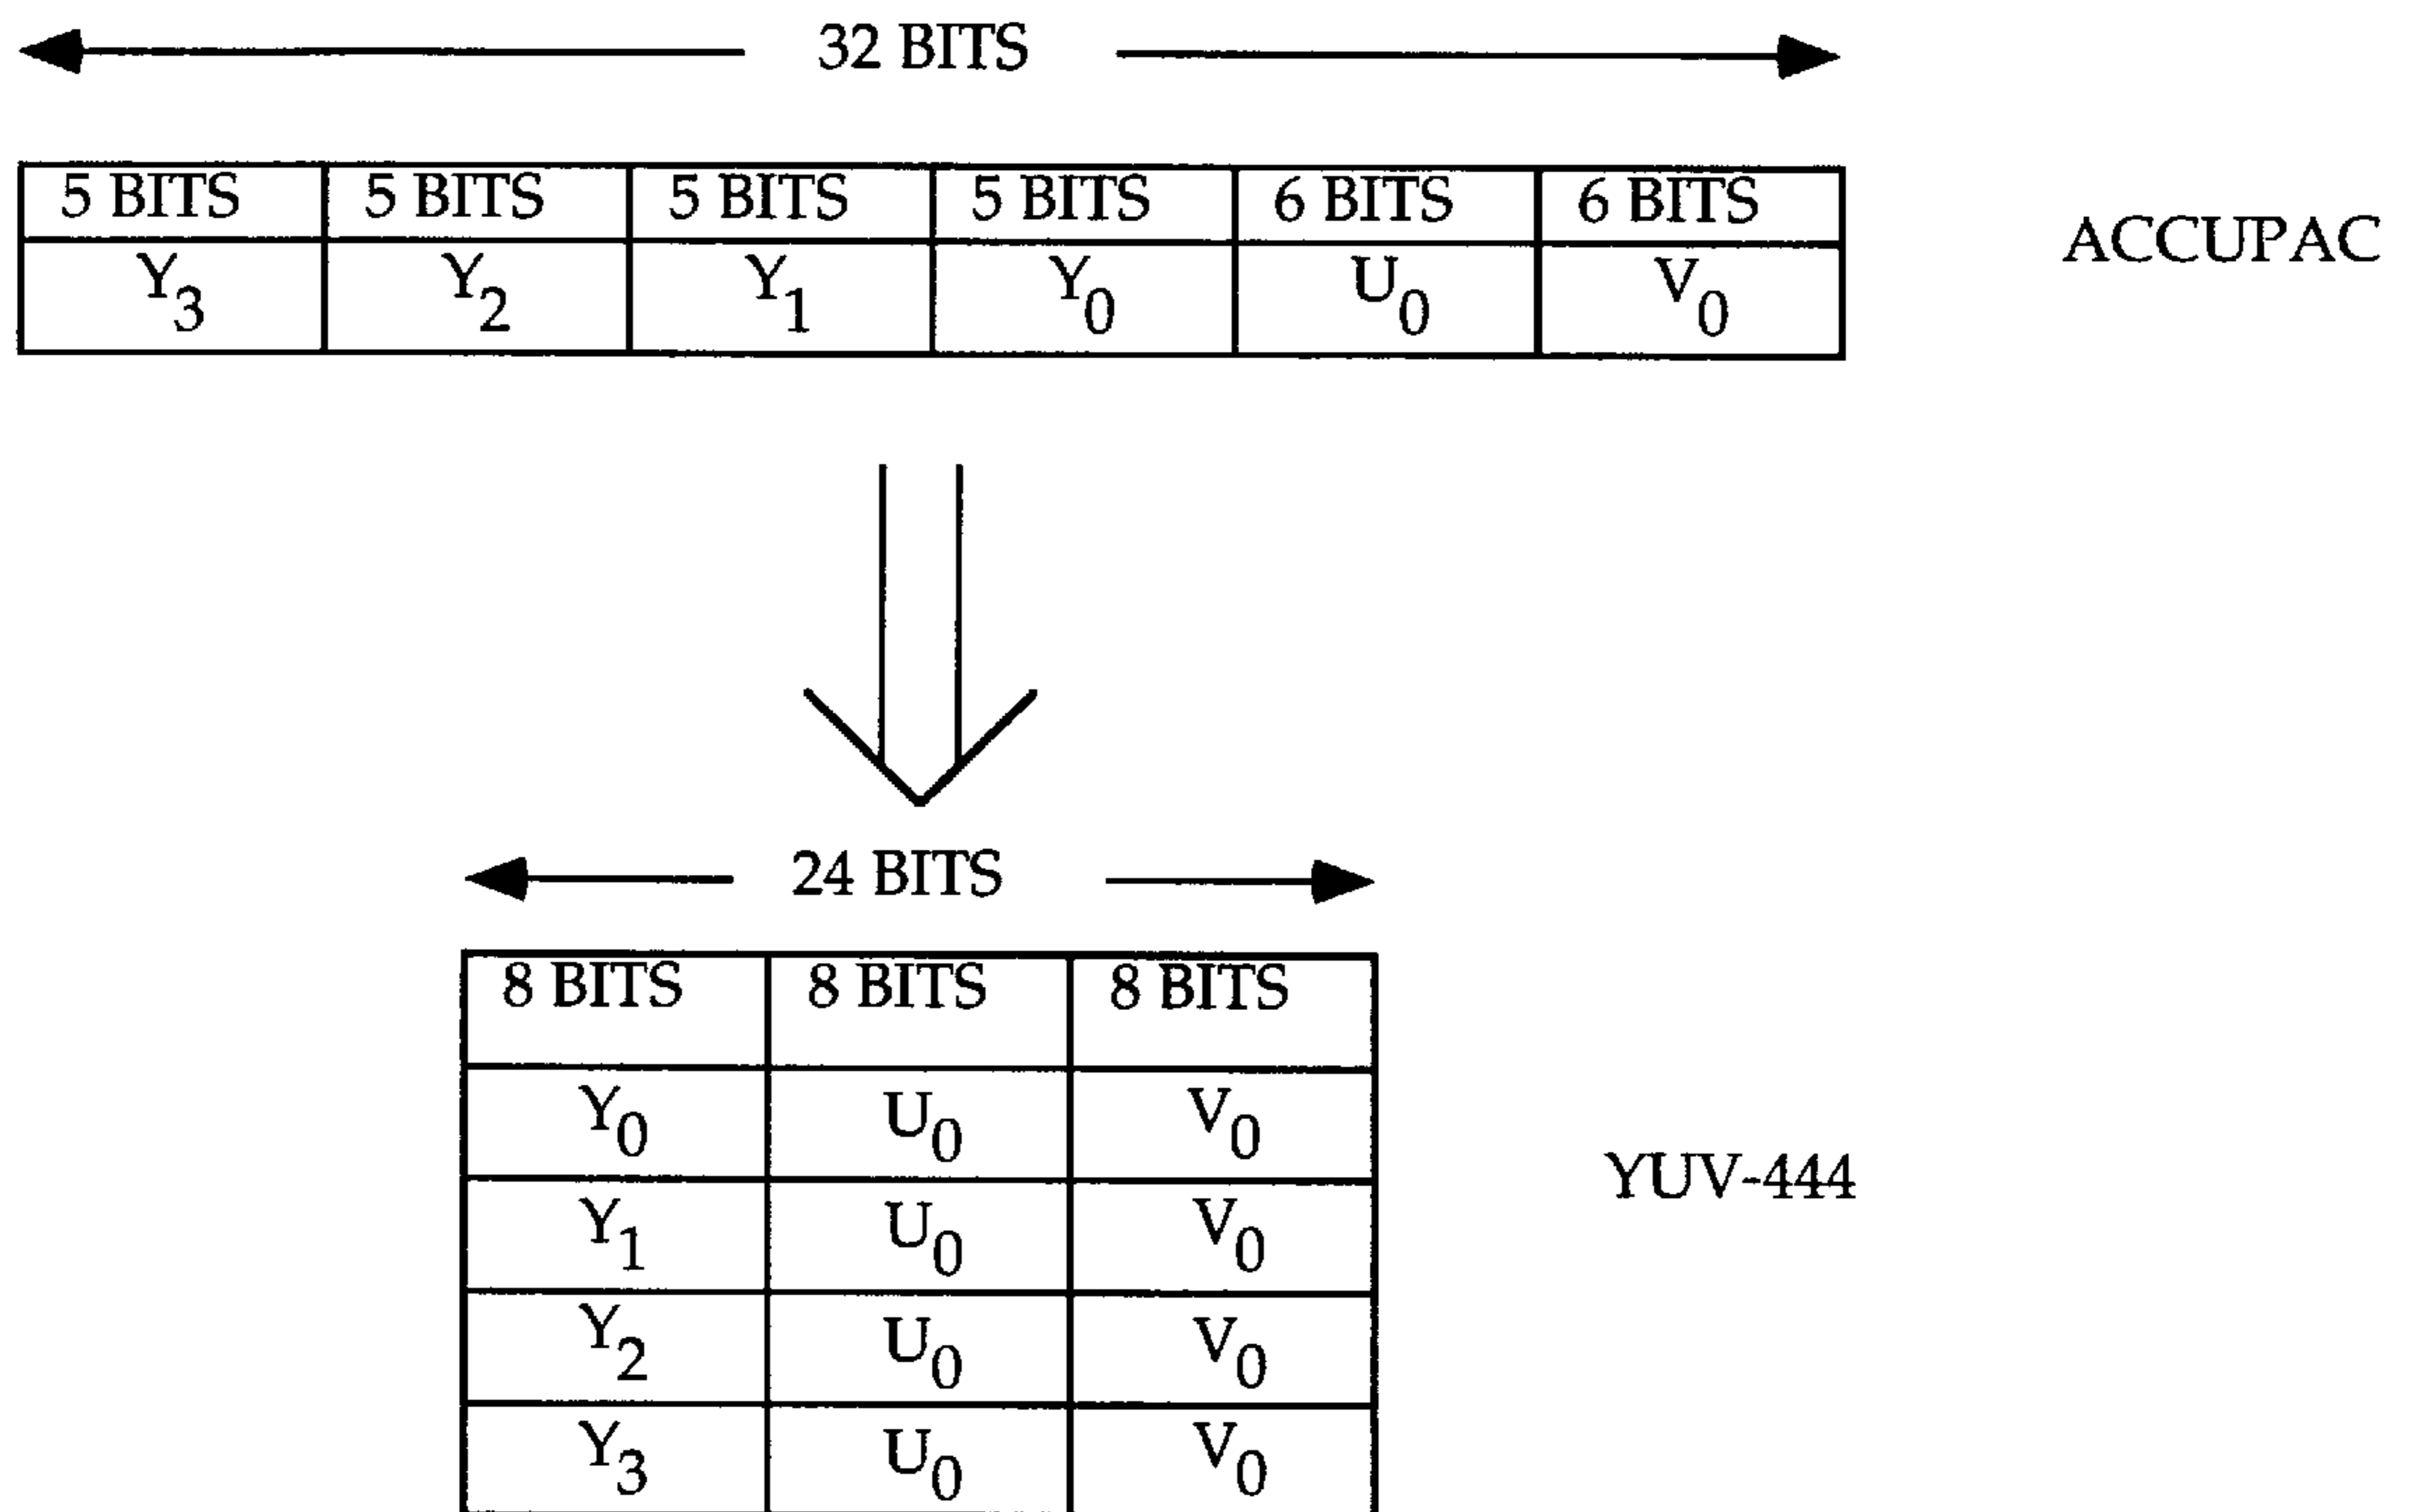 32 BITS
5 BITS 5 BITS 5 BITS 5 BITS 6 BITS 6 BITS
Y3 Y2 Y1 Y0 U0 V0
ACCUPAC
24 BITS
8 BITS 8 BITS 8 BITS
Y0 U0 V0
Y1 U0 V0
YUV-444
Y2 U0 V0
Y3 U0 V0